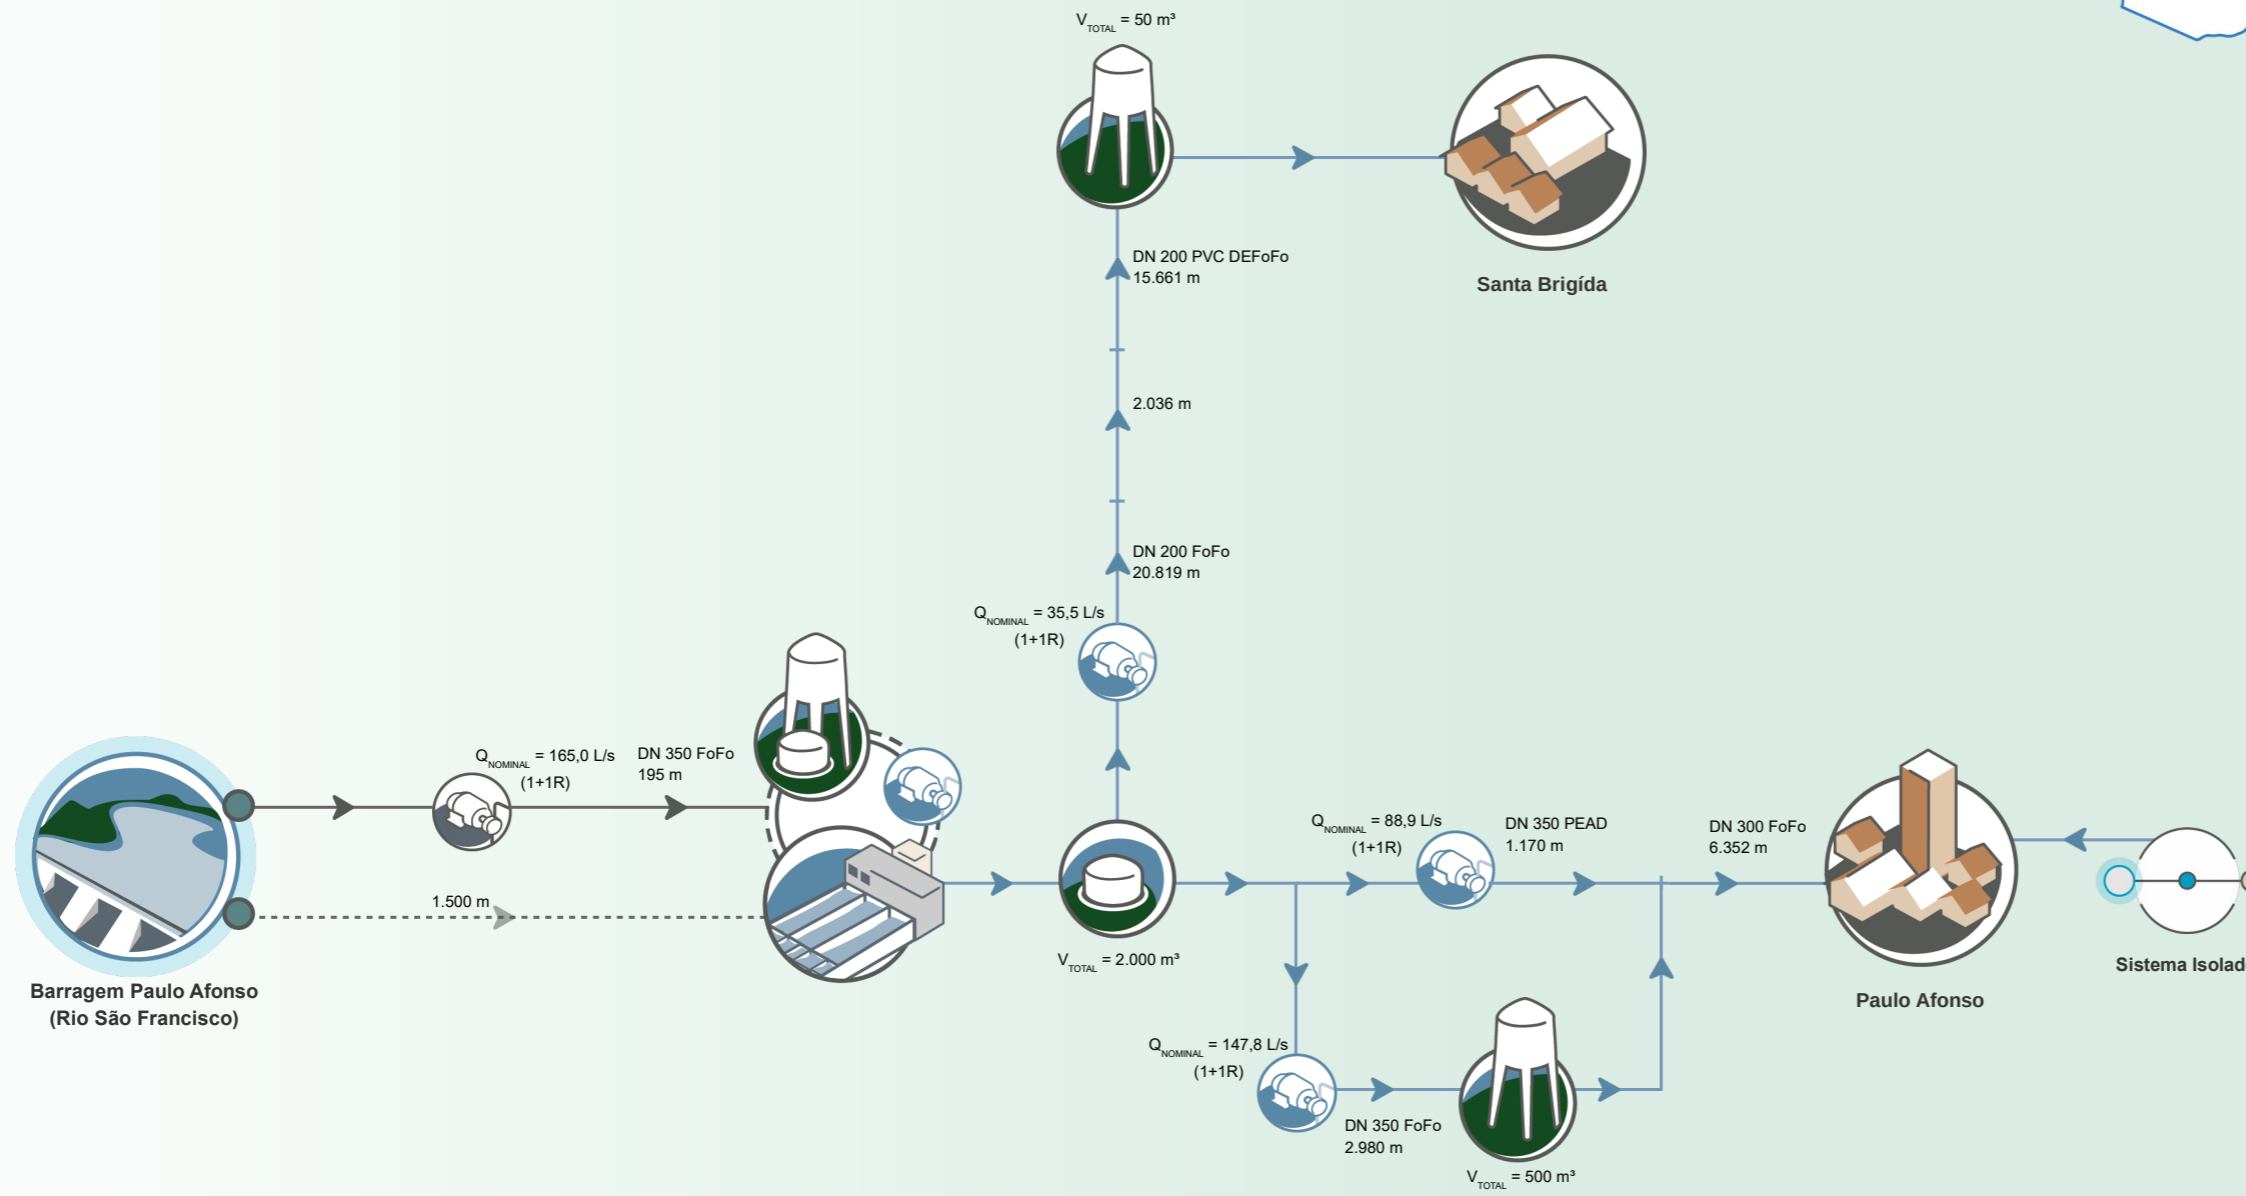 V TOTAL = 50 m³
DN 200 PVC DEFoFo
15.661 m
Santa Brigída
2.036 m
DN 200 FoFo
20.819 m
Q NOMINAL = 35,5 L/s
(1+1R)
Q NOMINAL = 165,0 L/s
(1+1R)
DN 350 FoFo
195 m
1.500 m
Barragem Paulo Afonso
(Rio São Francisco)
V TOTAL = 2.000 m³
Q NOMINAL = 88,9 L/s
(1+1R)
DN 350 PEAD
1.170 m
DN 300 FoFo
6.352 m
Paulo Afonso
Sistema Isolad
Q NOMINAL = 147,8 L/s
(1+1R)
DN 350 FoFo
2.980 m
V TOTAL = 500 m³